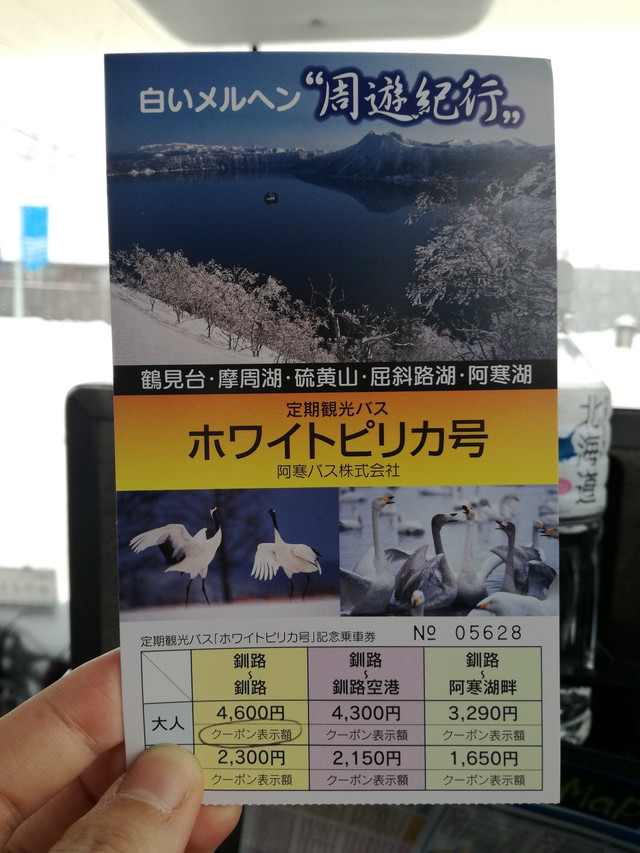 白いメルヘン“周遊紀行„
鶴見台・摩周湖・硫黄山・屈斜路湖・阿寒湖
定期観光バス
ホワイトピリカ号
阿寒バス株式会社
定期観光バス「ホワイトピリカ号」記念乗車券 № 05628
釧路～釧路 釧路～釧路空港 釧路～阿寒湖畔
大人 4,600円 4,300円 3,290円
クーポン表示額 クーポン表示額 クーポン表示額
2,300円 2,150円 1,650円
クーポン表示額 クーポン表示額 クーポン表示額
Map